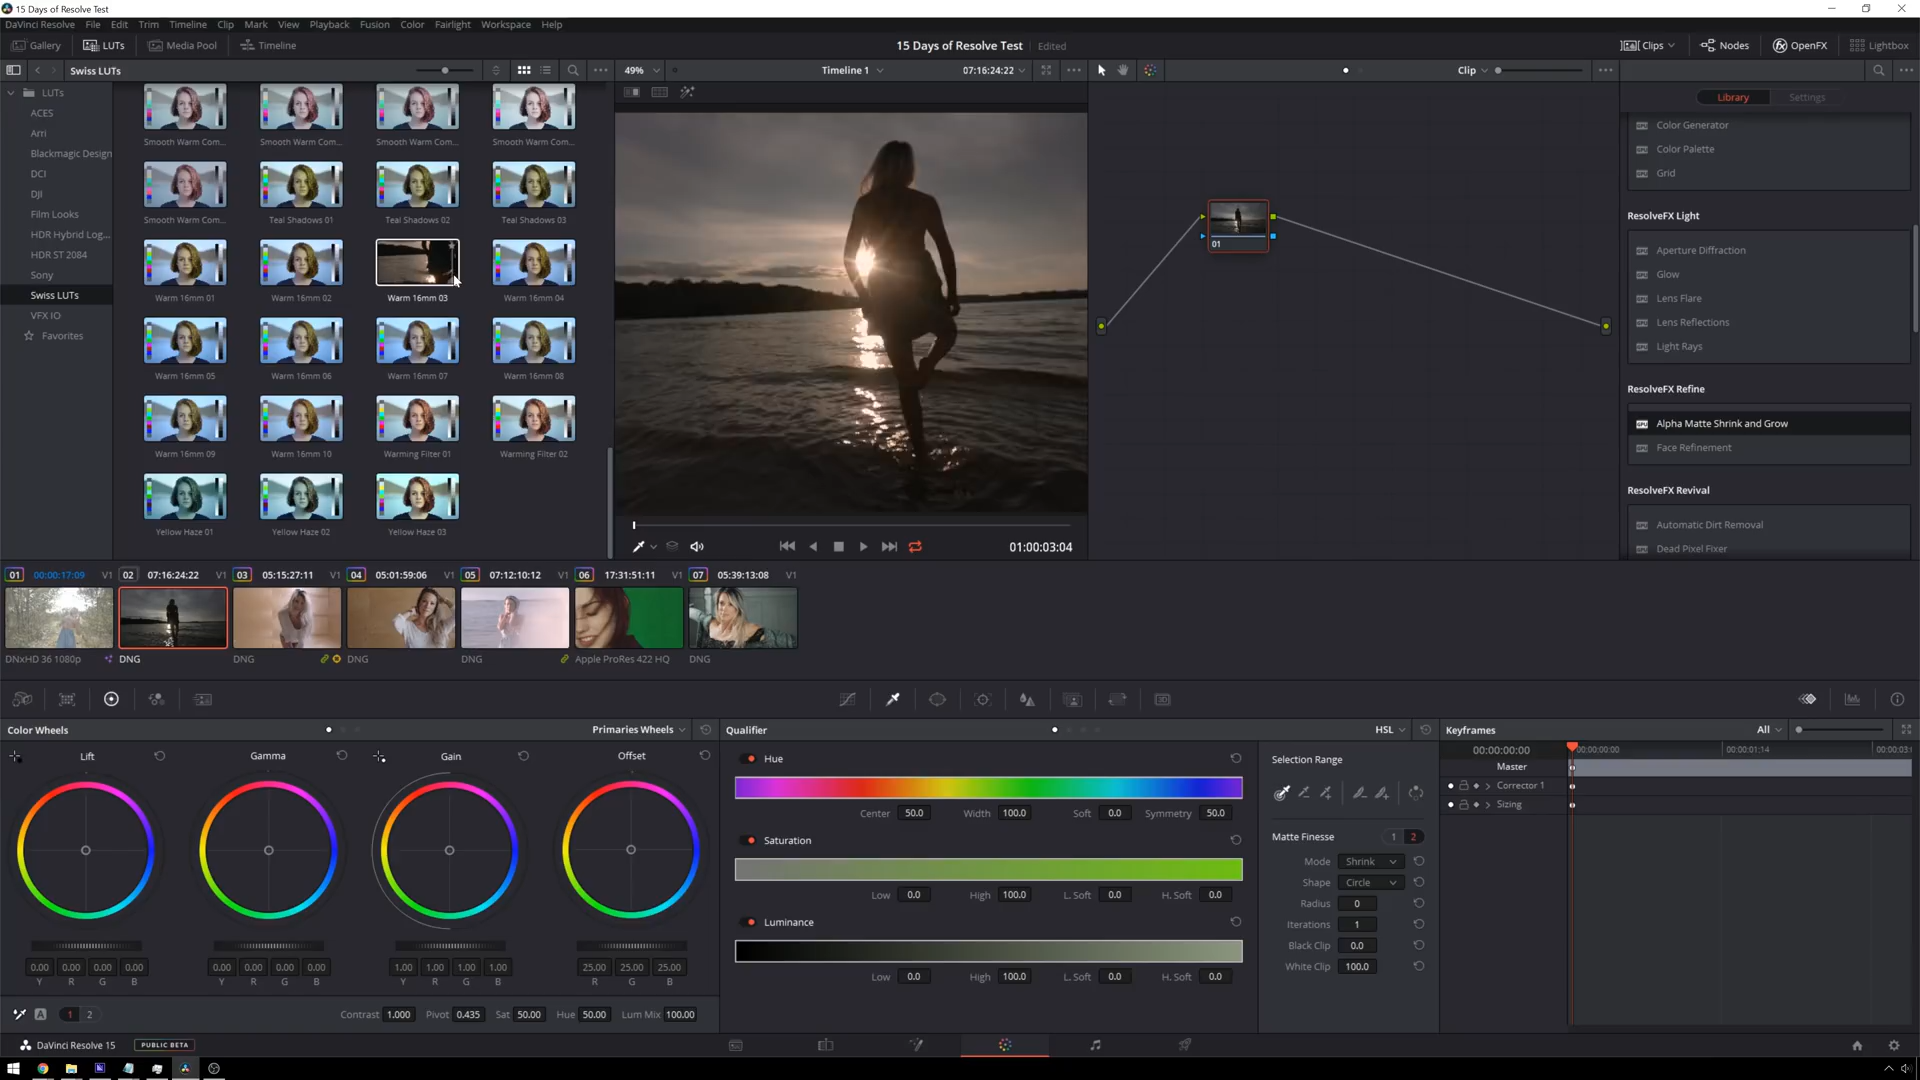 15 Days of Resolve Test
DaVinci Resolve File Edit Trim Timeline Clip Mark View Playback Fusion Color Fairlight Workspace Help
Gallery LUTs Media Pool Timeline 15 Days of Resolve Test Edited Clips Nodes OpenFX Lightbox
Swiss LUTs 49% Timeline 1 07:16:24:22 Clip
LUTs
ACES
Arri
Blackmagic Design
DCI
DJI
Film Looks
HDR Hybrid Log...
HDR ST 2084
Sony
Swiss LUTs
VFX IO
Favorites
Smooth Warm Com... Smooth Warm Com... Smooth Warm Com... Smooth Warm Com...
Smooth Warm Com... Teal Shadows 01 Teal Shadows 02 Teal Shadows 03
Warm 16mm 01 Warm 16mm 02 Warm 16mm 03 Warm 16mm 04
Warm 16mm 05 Warm 16mm 06 Warm 16mm 07 Warm 16mm 08
Warm 16mm 09 Warm 16mm 10 Warming Filter 01 Warming Filter 02
Yellow Haze 01 Yellow Haze 02 Yellow Haze 03
01:00:03:04
01
Library Settings
Color Generator
Color Palette
Grid
ResolveFX Light
Aperture Diffraction
Glow
Lens Flare
Lens Reflections
Light Rays
ResolveFX Refine
Alpha Matte Shrink and Grow
Face Refinement
ResolveFX Revival
Automatic Dirt Removal
Dead Pixel Fixer
01 00:00:17:09 V1 02 07:16:24:22 V1 03 05:15:27:11 V1 04 05:01:59:06 V1 05 07:12:10:12 V1 06 17:31:51:11 V1 07 05:39:13:08 V1
DNxHD 36 1080p DNG DNG DNG DNG Apple ProRes 422 HQ DNG
Color Wheels Primaries Wheels
Lift Gamma Gain Offset
0.00 0.00 0.00 0.00 0.00 0.00 0.00 0.00 1.00 1.00 1.00 1.00 25.00 25.00 25.00
Y R G B Y R G B Y R G B R G B
A 1 2 Contrast 1.000 Pivot 0.435 Sat 50.00 Hue 50.00 Lum Mix 100.00
Qualifier HSL
Hue
Center 50.0 Width 100.0 Soft 0.0 Symmetry 50.0
Saturation
Low 0.0 High 100.0 L. Soft 0.0 H. Soft 0.0
Luminance
Low 0.0 High 100.0 L. Soft 0.0 H. Soft 0.0
Selection Range
Matte Finesse 1 2
Mode Shrink
Shape Circle
Radius 0
Iterations 1
Black Clip 0.0
White Clip 100.0
Keyframes All
00:00:00:00 00:00:00:00 00:00:01:14 00:00:03:
Master
Corrector 1
Sizing
DaVinci Resolve 15 PUBLIC BETA